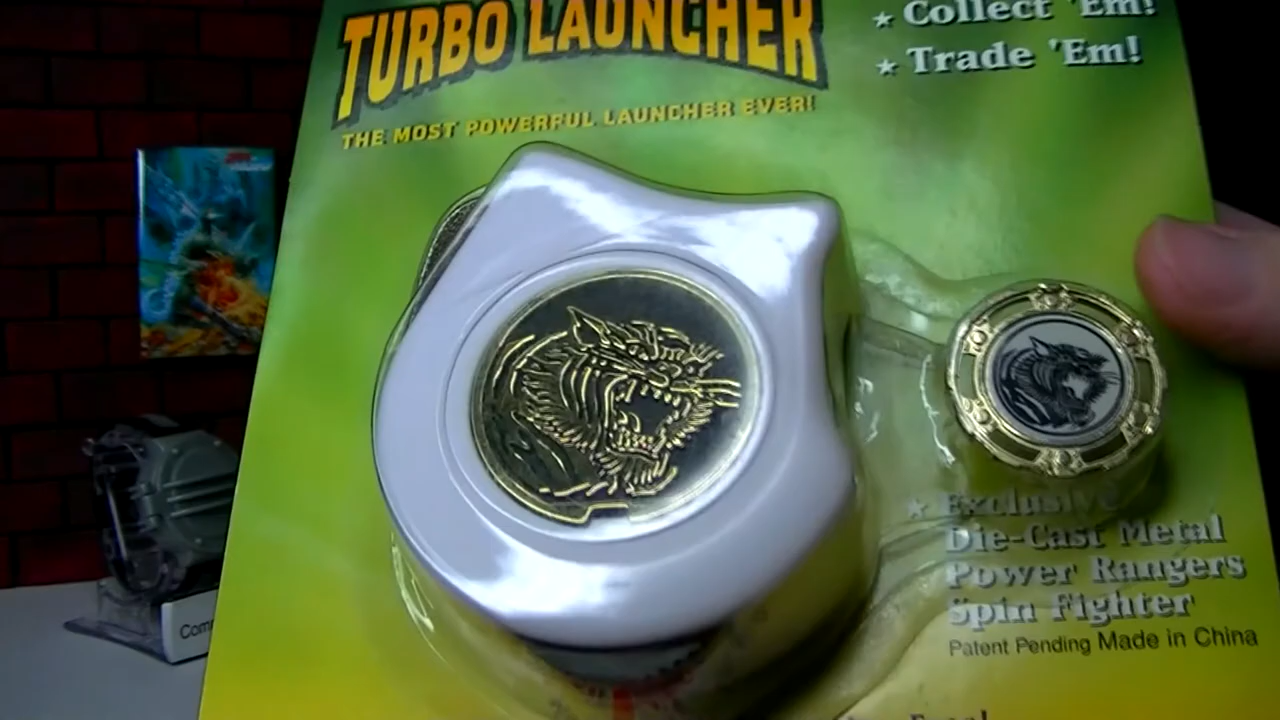 TURBO LAUNCHER
THE MOST POWERFUL LAUNCHER EVER!
★ Collect 'Em!
★ Trade 'Em!
★ Exclusive
Die-Cast Metal
Power Rangers
Spin Fighter
Patent Pending Made in China
Com